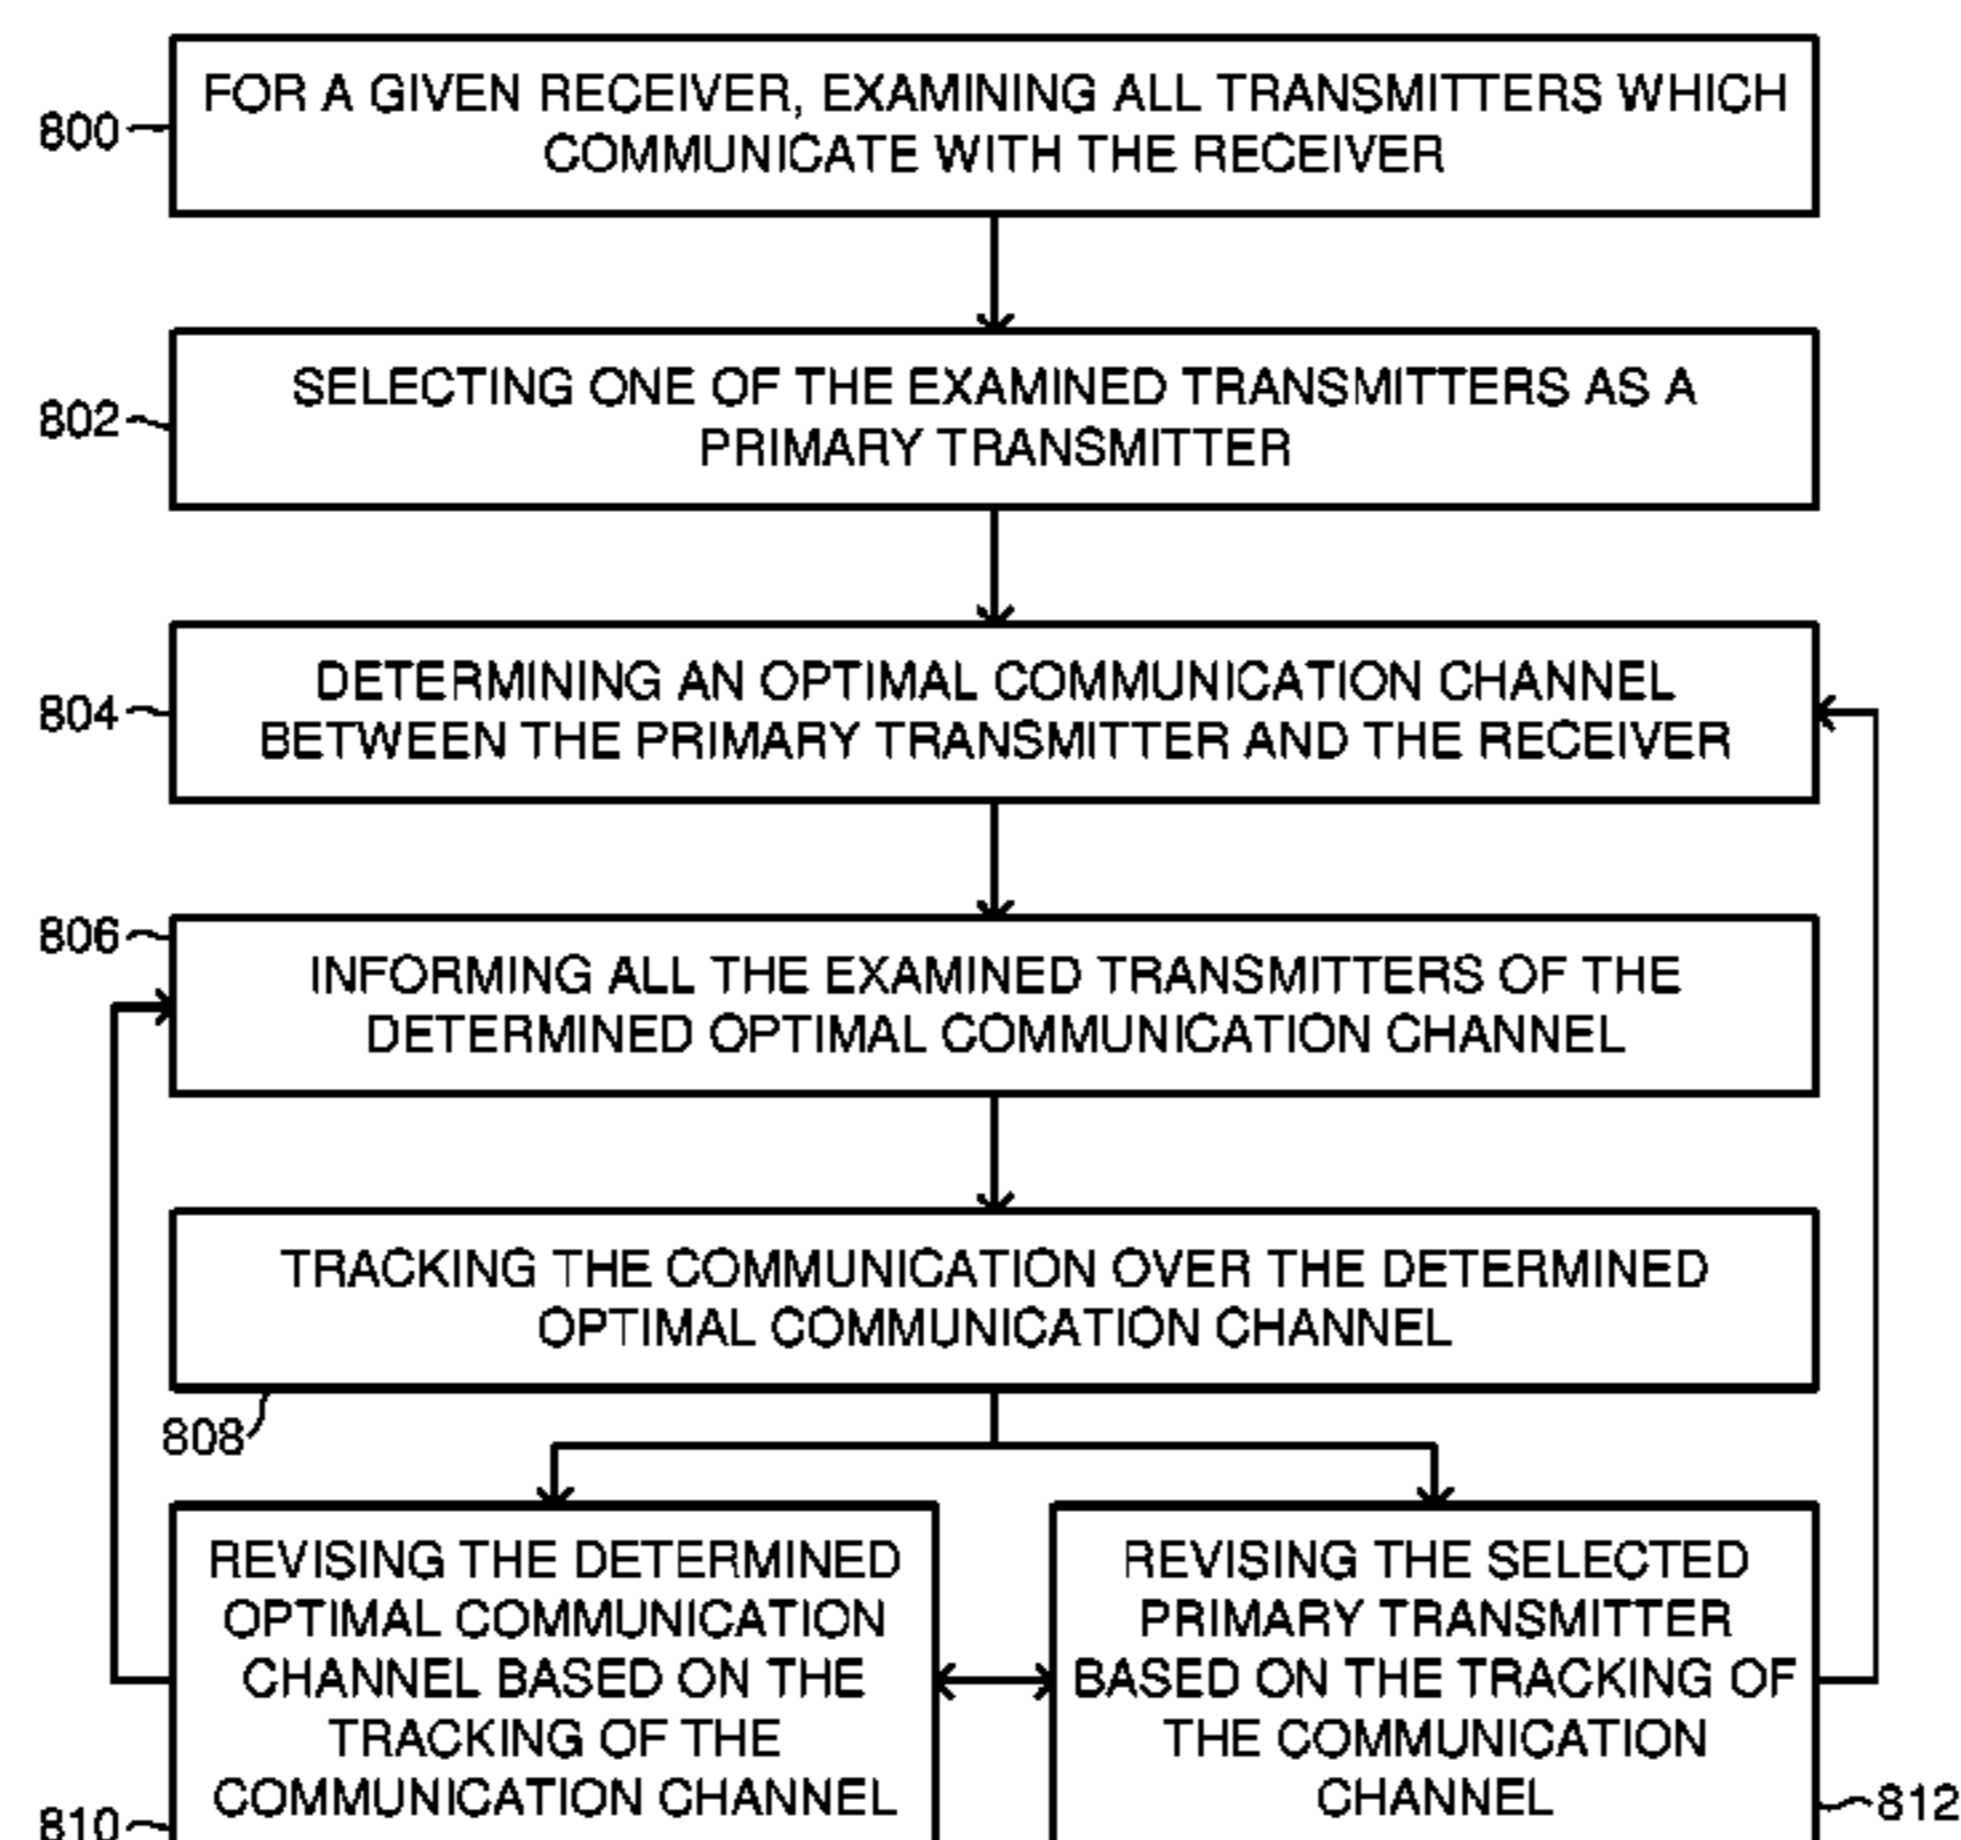 800
FOR A GIVEN RECEIVER, EXAMINING ALL TRANSMITTERS WHICH
COMMUNICATE WITH THE RECEIVER
802
SELECTING ONE OF THE EXAMINED TRANSMITTERS AS A
PRIMARY TRANSMITTER
804
DETERMINING AN OPTIMAL COMMUNICATION CHANNEL
BETWEEN THE PRIMARY TRANSMITTER AND THE RECEIVER
806
INFORMING ALL THE EXAMINED TRANSMITTERS OF THE
DETERMINED OPTIMAL COMMUNICATION CHANNEL
TRACKING THE COMMUNICATION OVER THE DETERMINED
OPTIMAL COMMUNICATION CHANNEL
808
REVISING THE DETERMINED
OPTIMAL COMMUNICATION
CHANNEL BASED ON THE
TRACKING OF THE
COMMUNICATION CHANNEL
810
REVISING THE SELECTED
PRIMARY TRANSMITTER
BASED ON THE TRACKING OF
THE COMMUNICATION
CHANNEL
812